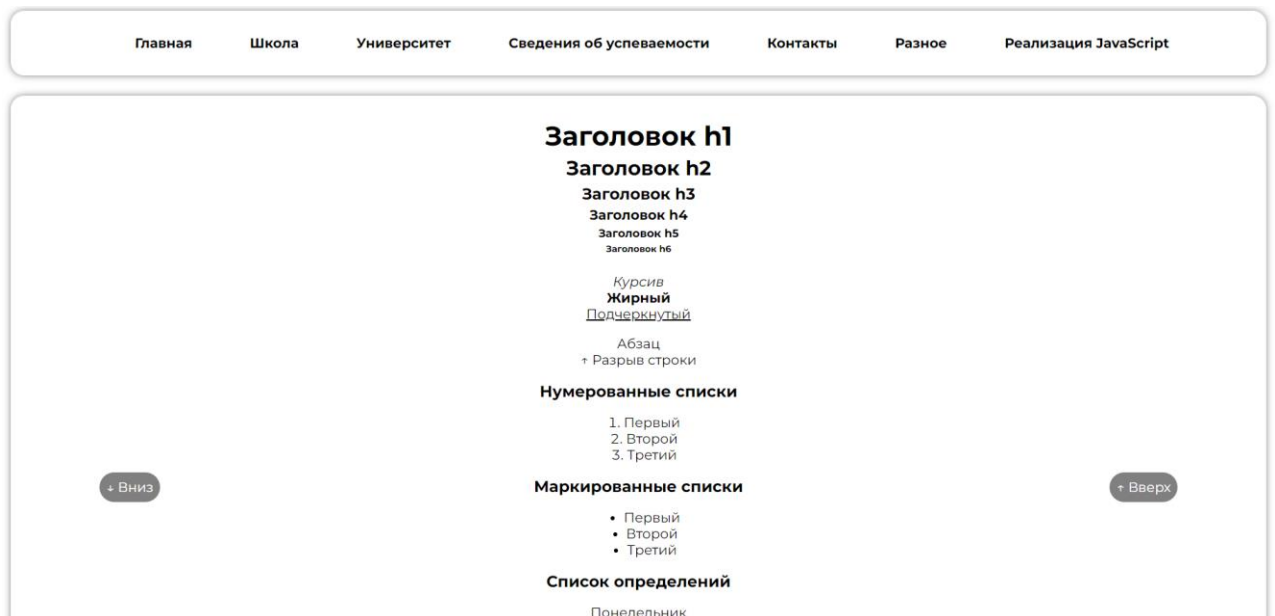 Главная Школа Университет Сведения об успеваемости Контакты Разное Реализация JavaScript
Заголовок h1
Заголовок h2
Заголовок h3
Заголовок h4
Заголовок h5
Заголовок h6
Курсив
Жирный
Подчеркнутый
Абзац
↑ Разрыв строки
Нумерованные списки
1. Первый
2. Второй
3. Третий
↓ Вниз
↑ Вверх
Маркированные списки
• Первый
• Второй
• Третий
Список определений
Понедельник